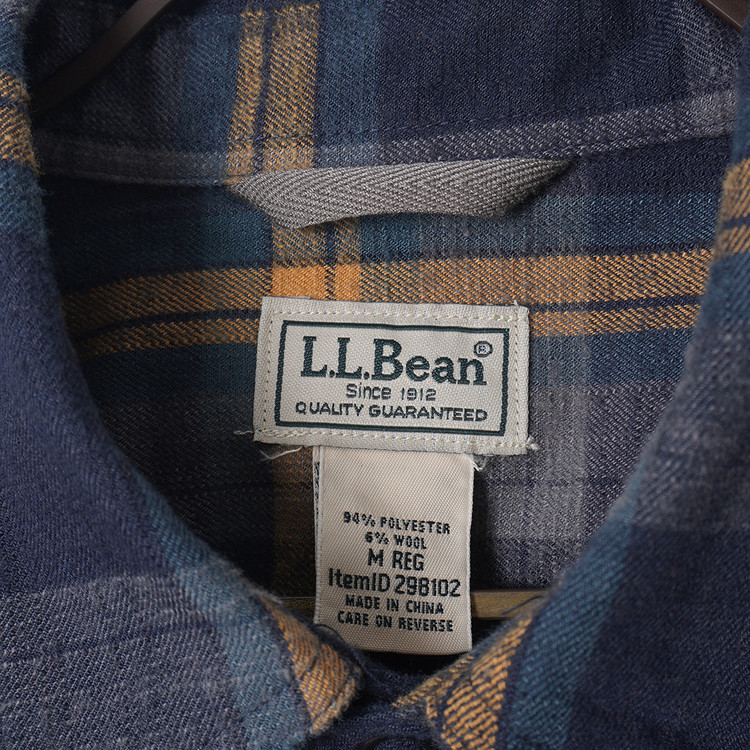 L.L.Bean®
Since 1912
QUALITY GUARANTEED
94% POLYESTER
6% WOOL
M REG
ItemID 298102
MADE IN CHINA
CARE ON REVERSE